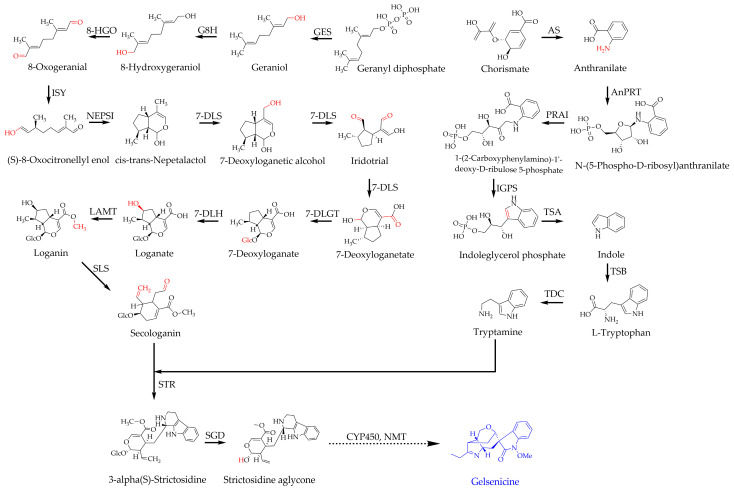 8-Oxogeranial
8-HGO
8-Hydroxygeraniol
G8H
Geraniol
GES
Geranyl diphosphate
Chorismate
AS
Anthranilate
ISY
AnPRT
(S)-8-Oxocitronellyl enol
NEPSI
cis-trans-Nepetalactol
7-DLS
7-Deoxyloganetic alcohol
7-DLS
Iridotrial
1-(2-Carboxyphenylamino)-1'-
deoxy-D-ribulose 5-phosphate
PRAI
N-(5-Phospho-D-ribosyl)anthranilate
7-DLS
IGPS
Loganin
LAMT
Loganate
7-DLH
7-Deoxyloganate
7-DLGT
7-Deoxyloganetate
Indoleglycerol phosphate
TSA
Indole
SLS
TSB
Secologanin
Tryptamine
TDC
L-Tryptophan
STR
3-alpha(S)-Strictosidine
SGD
Strictosidine aglycone
CYP450, NMT
Gelsenicine